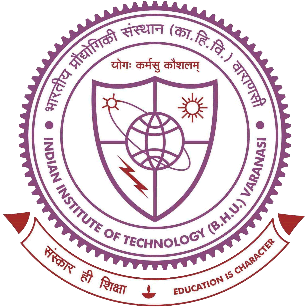 भारतीय प्रौद्योगिकी संस्थान (का.हि.वि.) वाराणसी
योगः कर्मसु कौशलम्
INDIAN INSTITUTE OF TECHNOLOGY (B.H.U.) VARANASI
संस्कार ही शिक्षा
EDUCATION IS CHARACTER